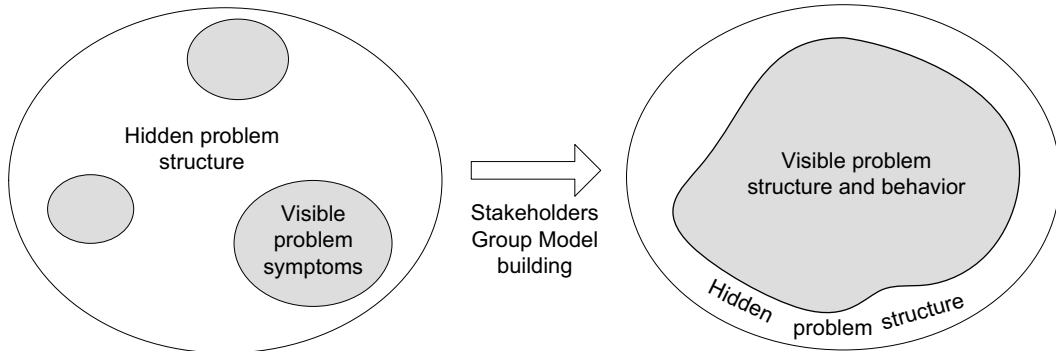 Hidden problem
structure
Visible
problem
symptoms
Stakeholders
Group Model
building
Visible problem
structure and behavior
Hidden problem structure